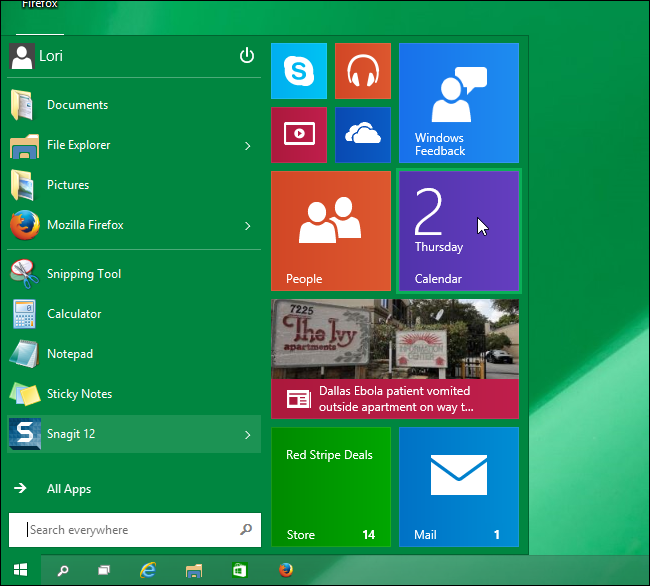 Firefox
Lori
Documents
File Explorer
Pictures
Mozilla Firefox
Snipping Tool
Calculator
Notepad
Sticky Notes
Snagit 12
All Apps
Search everywhere
Windows
Feedback
People
2
Thursday
Calendar
7225
The Ivy
apartments
INFORMATION
CENTER
Dallas Ebola patient vomited
outside apartment on way t...
Red Stripe Deals
Store 14
Mail 1